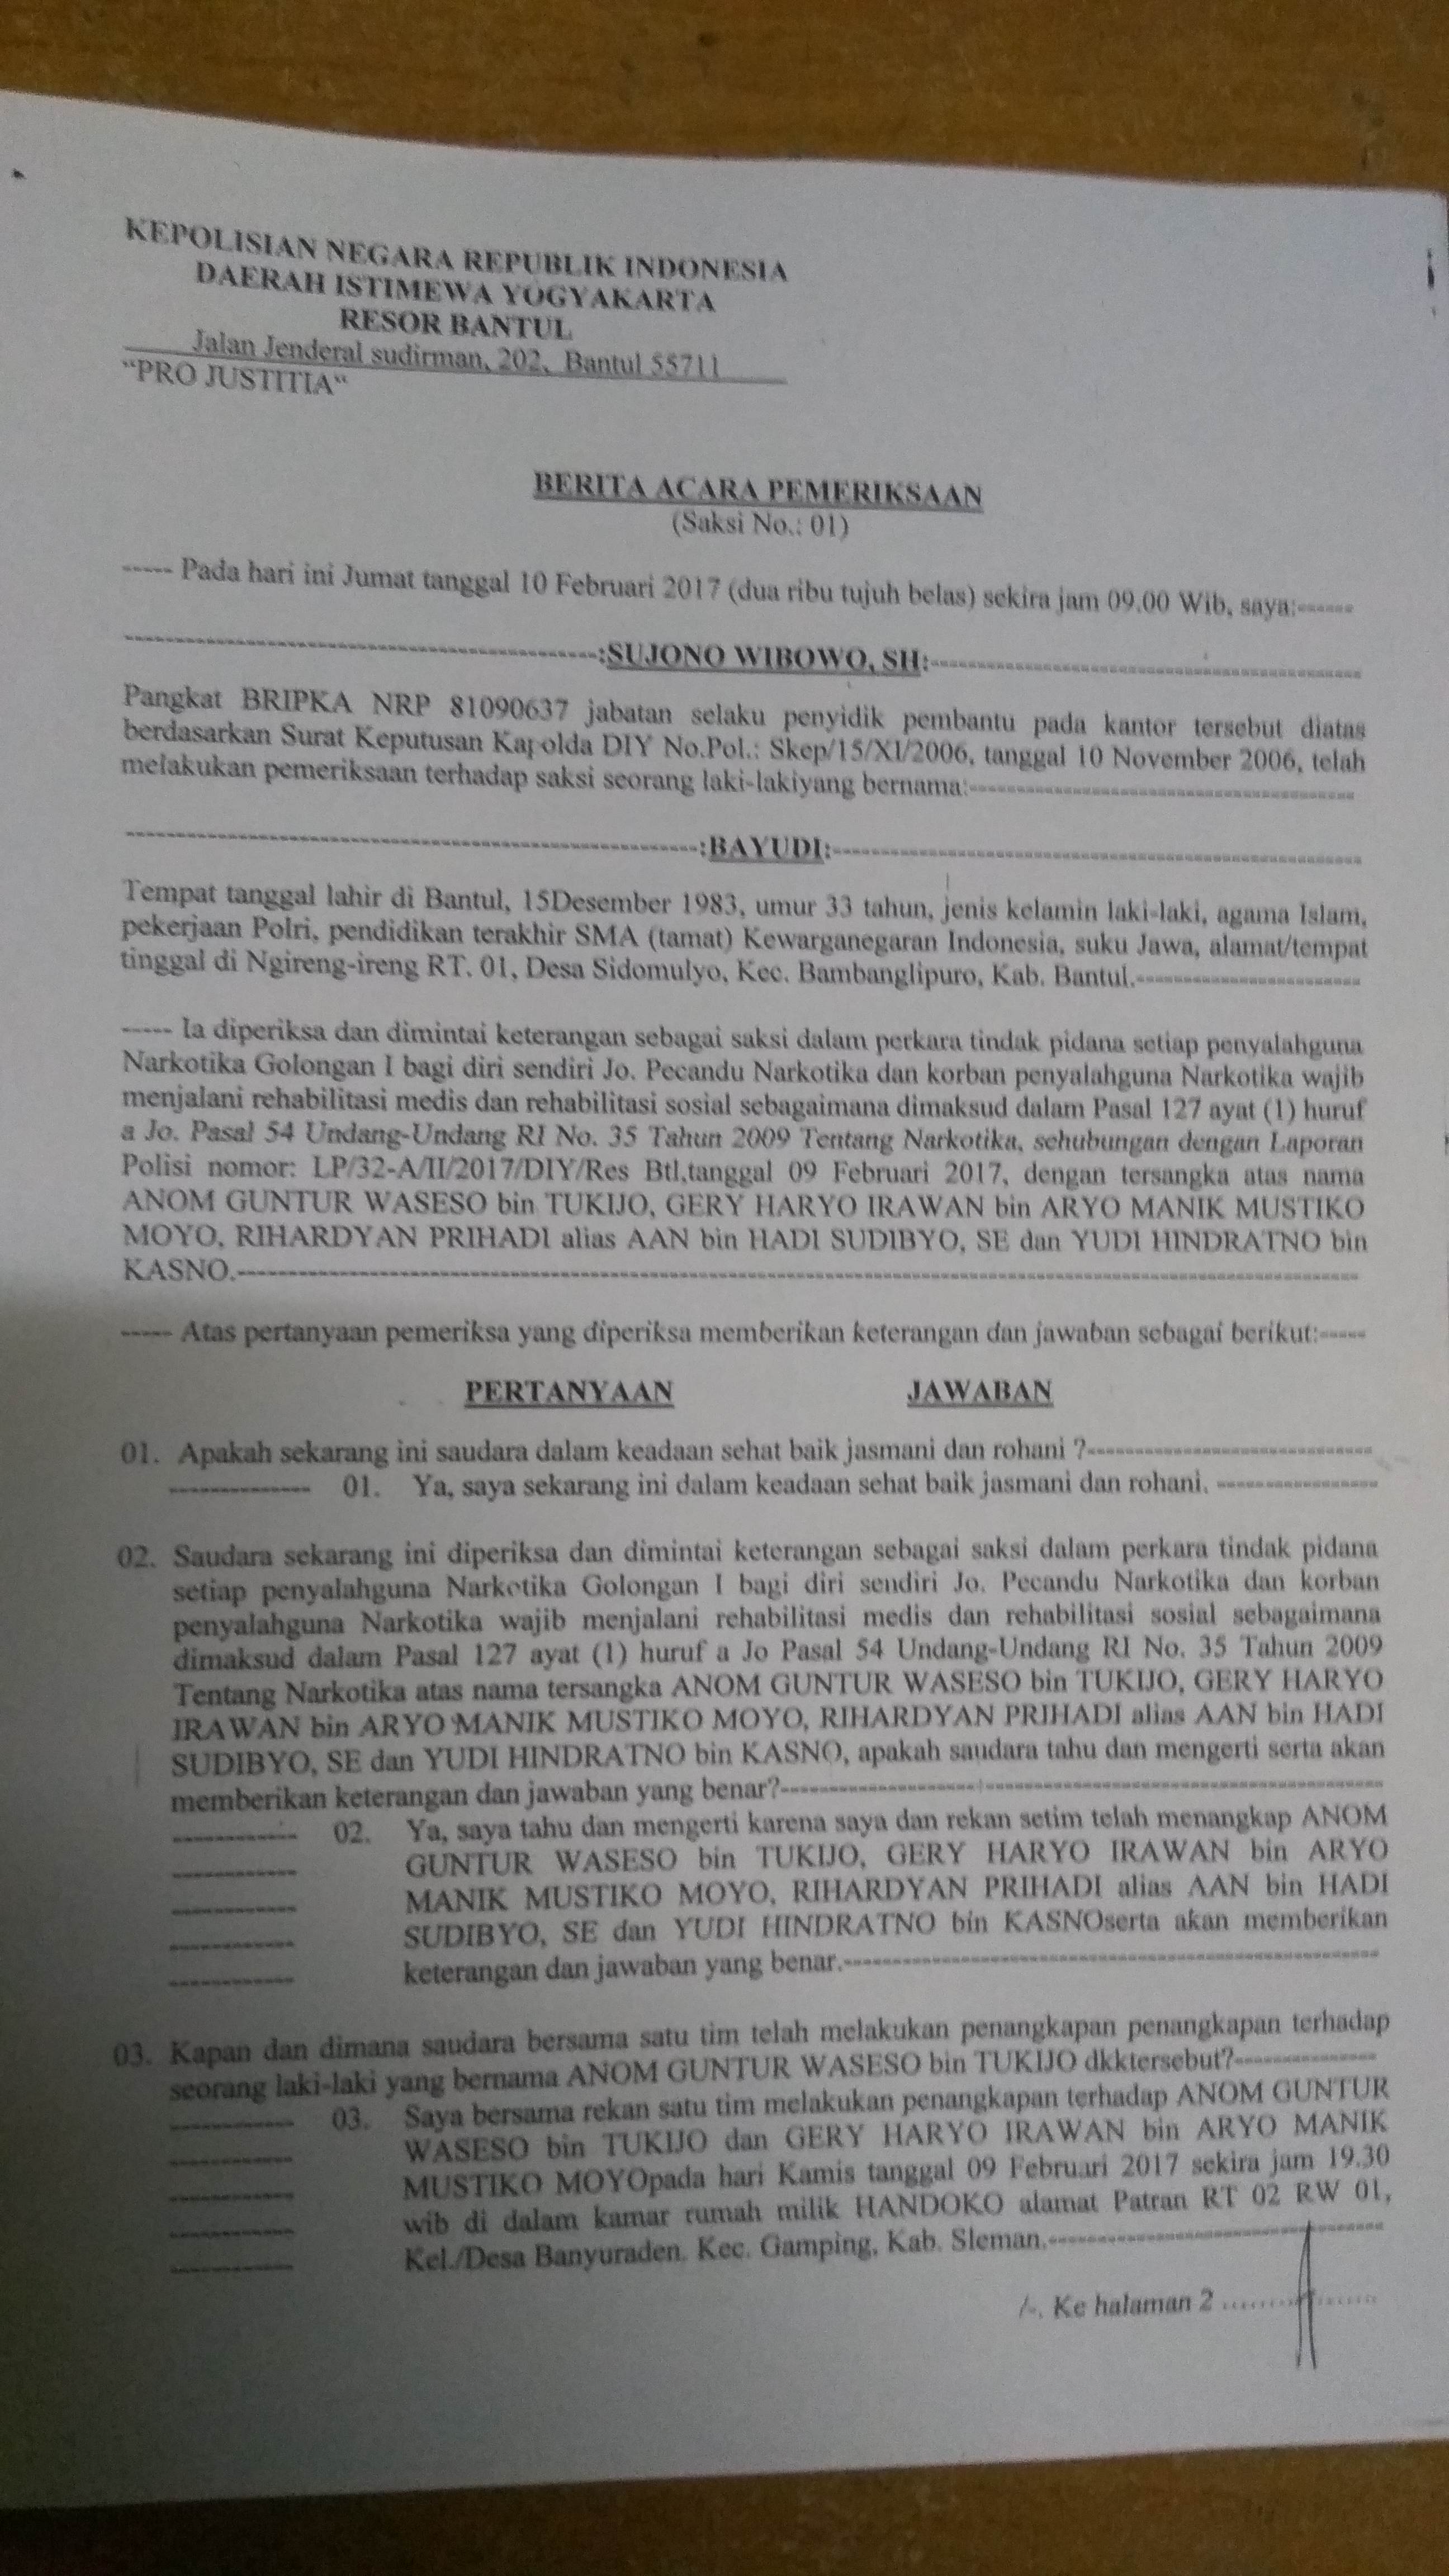 KEPOLISIAN NEGARA REPUBLIK INDONESIA
DAERAH ISTIMEWA YOGYAKARTA
RESOR BANTUL
Jalan Jenderal sudirman, 202, Bantul 55711
“PRO JUSTITIA“
BERITA ACARA PEMERIKSAAN
(Saksi No.: 01)
----- Pada hari ini Jumat tanggal 10 Februari 2017 (dua ribu tujuh belas) sekira jam 09.00 Wib, saya:------
------------------------------------------------:SUJONO WIBOWO, SH:--------------------------------------------
Pangkat BRIPKA NRP 81090637 jabatan selaku penyidik pembantu pada kantor tersebut diatas
berdasarkan Surat Keputusan Kapolda DIY No.Pol.: Skep/15/XI/2006, tanggal 10 November 2006, telah
melakukan pemeriksaan terhadap saksi seorang laki-lakiyang bernama:---------------------------------------
----------------------------------------------------------:BAYUDI:-----------------------------------------------------
Tempat tanggal lahir di Bantul, 15Desember 1983, umur 33 tahun, jenis kelamin laki-laki, agama Islam,
pekerjaan Polri, pendidikan terakhir SMA (tamat) Kewarganegaran Indonesia, suku Jawa, alamat/tempat
tinggal di Ngireng-ireng RT. 01, Desa Sidomulyo, Kec. Bambanglipuro, Kab. Bantul.-----------------------
----- Ia diperiksa dan dimintai keterangan sebagai saksi dalam perkara tindak pidana setiap penyalahguna
Narkotika Golongan I bagi diri sendiri Jo. Pecandu Narkotika dan korban penyalahguna Narkotika wajib
menjalani rehabilitasi medis dan rehabilitasi sosial sebagaimana dimaksud dalam Pasal 127 ayat (1) huruf
a Jo. Pasal 54 Undang-Undang RI No. 35 Tahun 2009 Tentang Narkotika, sehubungan dengan Laporan
Polisi nomor: LP/32-A/II/2017/DIY/Res Btl,tanggal 09 Februari 2017, dengan tersangka atas nama
ANOM GUNTUR WASESO bin TUKIJO, GERY HARYO IRAWAN bin ARYO MANIK MUSTIKO
MOYO, RIHARDYAN PRIHADI alias AAN bin HADI SUDIBYO, SE dan YUDI HINDRATNO bin
KASNO.-----------------------------------------------------------------------------------------------------------------
----- Atas pertanyaan pemeriksa yang diperiksa memberikan keterangan dan jawaban sebagai berikut:-----
PERTANYAAN JAWABAN
01. Apakah sekarang ini saudara dalam keadaan sehat baik jasmani dan rohani ?-----------------------------
-------------- 01. Ya, saya sekarang ini dalam keadaan sehat baik jasmani dan rohani. ----------------
02. Saudara sekarang ini diperiksa dan dimintai keterangan sebagai saksi dalam perkara tindak pidana
setiap penyalahguna Narkotika Golongan I bagi diri sendiri Jo. Pecandu Narkotika dan korban
penyalahguna Narkotika wajib menjalani rehabilitasi medis dan rehabilitasi sosial sebagaimana
dimaksud dalam Pasal 127 ayat (1) huruf a Jo Pasal 54 Undang-Undang RI No. 35 Tahun 2009
Tentang Narkotika atas nama tersangka ANOM GUNTUR WASESO bin TUKIJO, GERY HARYO
IRAWAN bin ARYO MANIK MUSTIKO MOYO, RIHARDYAN PRIHADI alias AAN bin HADI
SUDIBYO, SE dan YUDI HINDRATNO bin KASNO, apakah saudara tahu dan mengerti serta akan
memberikan keterangan dan jawaban yang benar?-------------------------------------------------------------
------------ 02. Ya, saya tahu dan mengerti karena saya dan rekan setim telah menangkap ANOM
------------ GUNTUR WASESO bin TUKIJO, GERY HARYO IRAWAN bin ARYO
------------ MANIK MUSTIKO MOYO, RIHARDYAN PRIHADI alias AAN bin HADI
------------ SUDIBYO, SE dan YUDI HINDRATNO bin KASNOserta akan memberikan
------------ keterangan dan jawaban yang benar.------------------------------------------------------
03. Kapan dan dimana saudara bersama satu tim telah melakukan penangkapan penangkapan terhadap
seorang laki-laki yang bernama ANOM GUNTUR WASESO bin TUKIJO dkktersebut?--------------
------------ 03. Saya bersama rekan satu tim melakukan penangkapan terhadap ANOM GUNTUR
------------ WASESO bin TUKIJO dan GERY HARYO IRAWAN bin ARYO MANIK
------------ MUSTIKO MOYOpada hari Kamis tanggal 09 Februari 2017 sekira jam 19.30
------------ wib di dalam kamar rumah milik HANDOKO alamat Patran RT 02 RW 01,
------------ Kel./Desa Banyuraden. Kec. Gamping, Kab. Sleman.----------------------------------
/-. Ke halaman 2 ......................